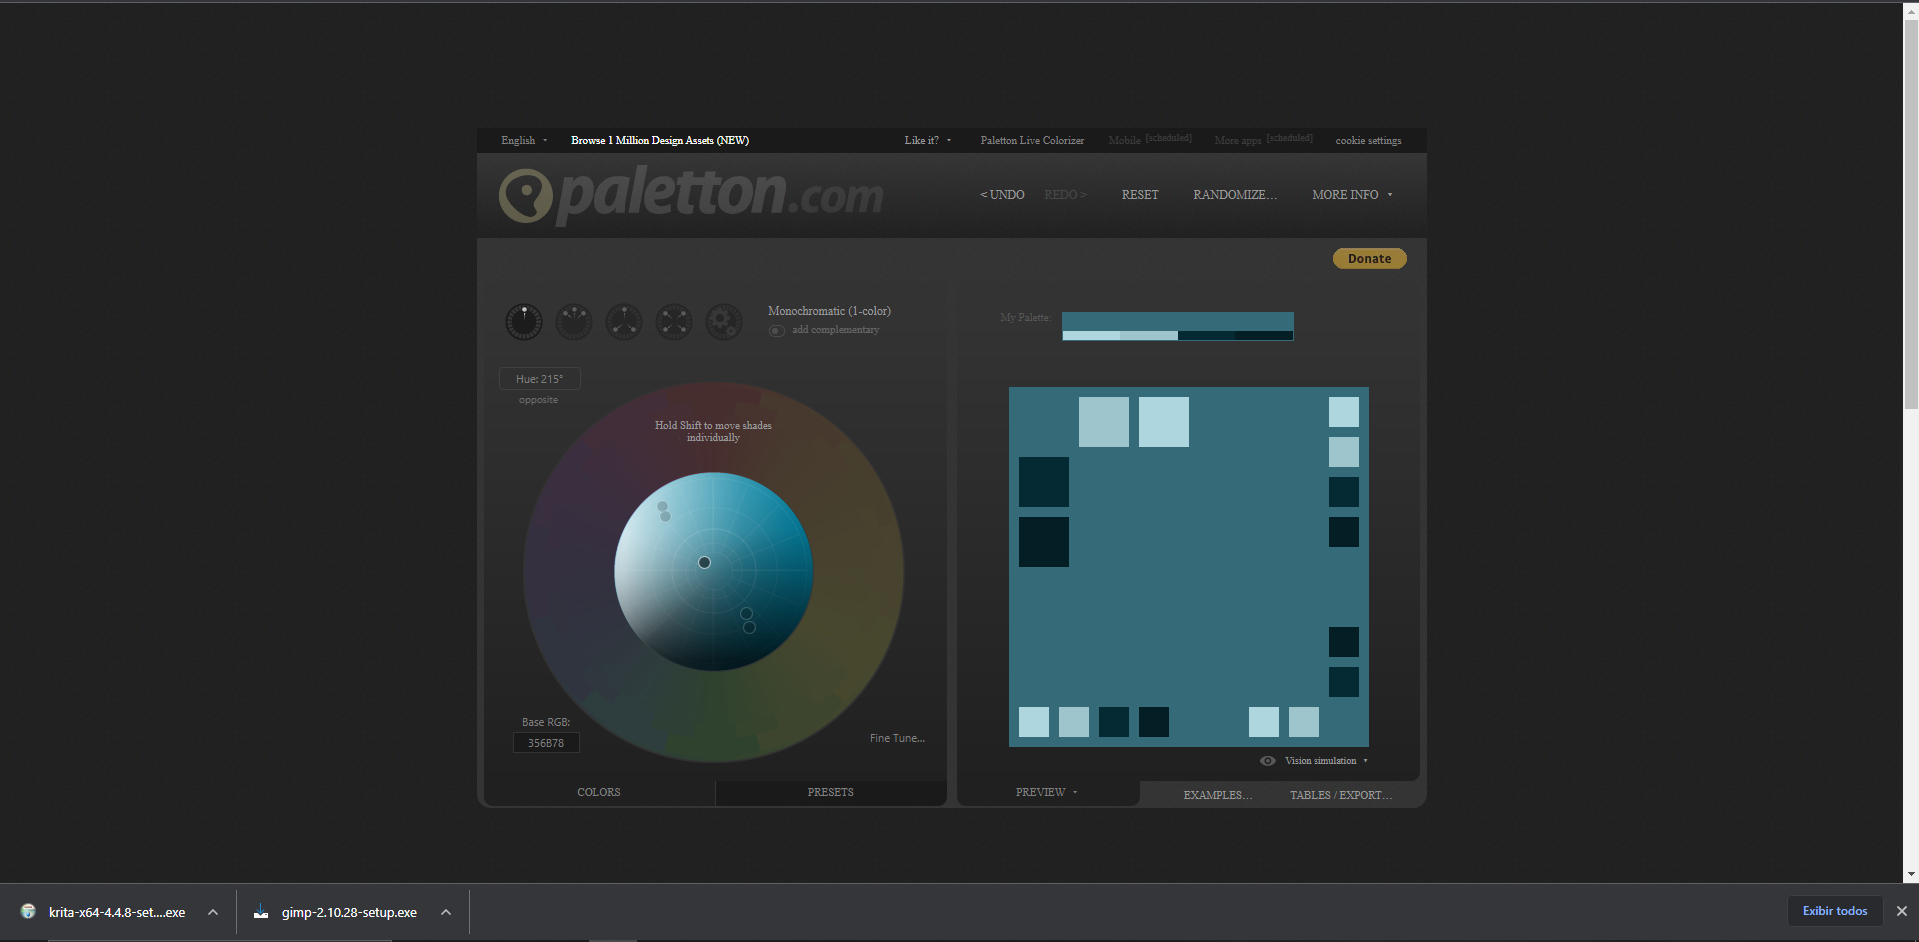 English
Browse 1 Million Design Assets (NEW)
Like it?
Paletton Live Colorizer
Mobile [scheduled]
More apps [scheduled]
cookie settings
paletton.com
< UNDO
REDO >
RESET
RANDOMIZE...
MORE INFO
Donate
Monochromatic (1-color)
add complementary
My Palette:
Hue: 215°
opposite
Hold Shift to move shades
individually
Base RGB:
356B78
Fine Tune...
Vision simulation
COLORS
PRESETS
PREVIEW
EXAMPLES...
TABLES / EXPORT...
krita-x64-4.4.8-set....exe
gimp-2.10.28-setup.exe
Exibir todos